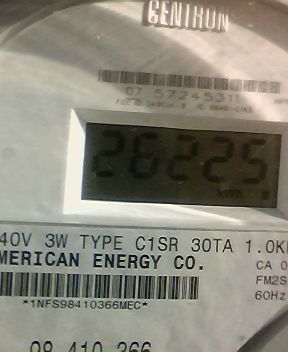 CENTRON
07 57245311
26225
40V 3W TYPE C1SR 30TA 1.0K
MERICAN ENERGY CO.
CA 0
FM2S
60Hz
*1NFS98410366MEC*
98 410 366